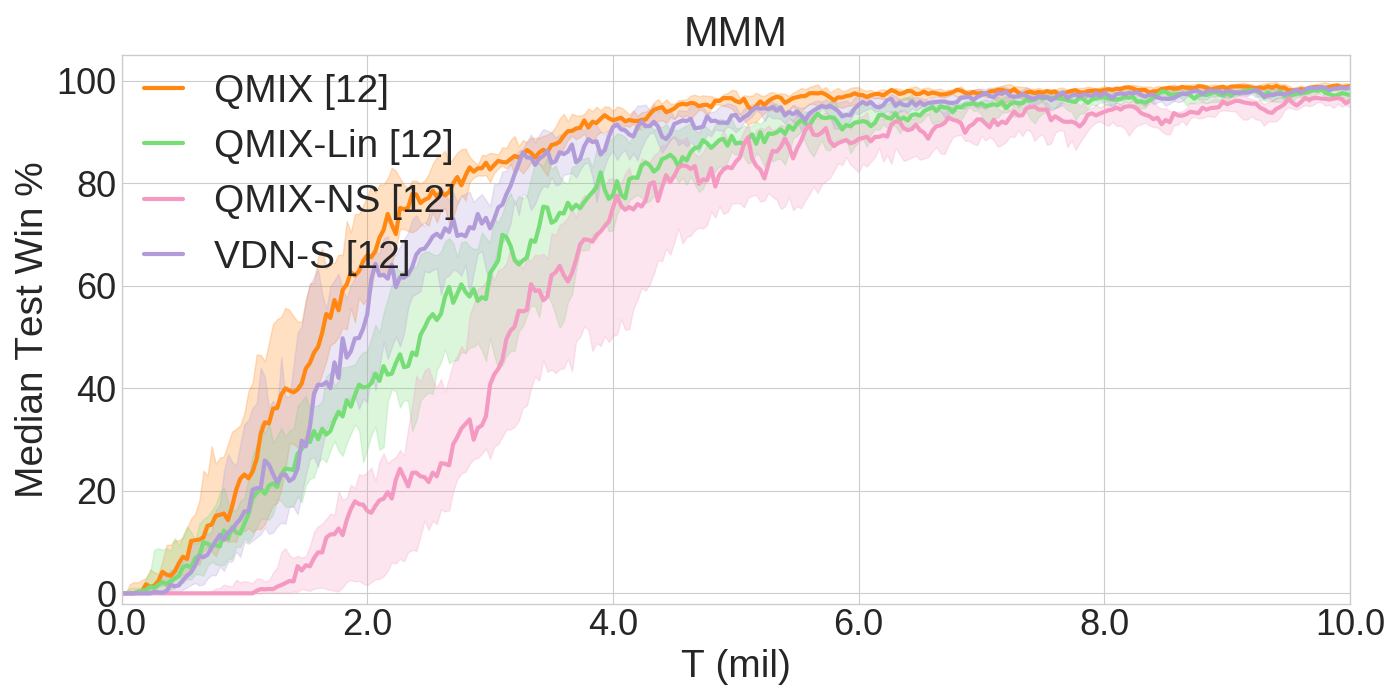 MMM
100
80
60
40
20
0
Median Test Win %
QMIX [12]
QMIX-Lin [12]
QMIX-NS [12]
VDN-S [12]
0.0 2.0 4.0 6.0 8.0 10.0
T (mil)